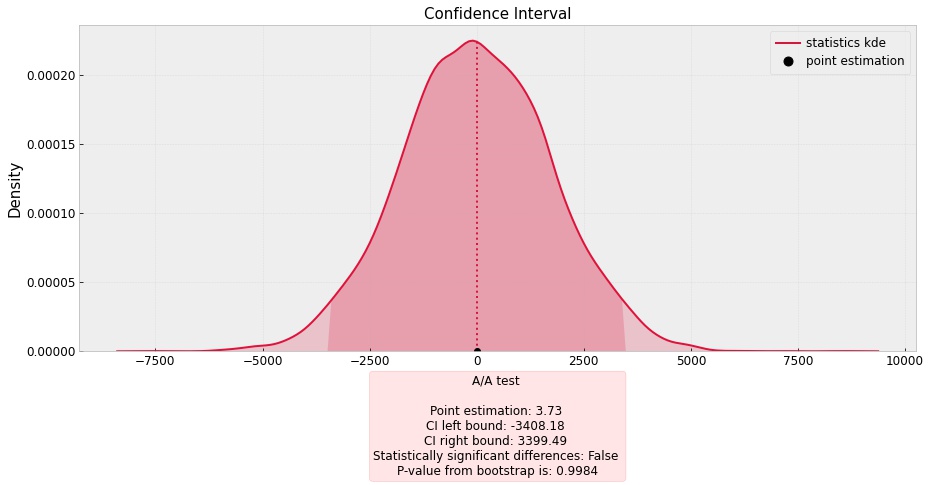 Confidence Interval
statistics kde
point estimation
Density
0.00020
0.00015
0.00010
0.00005
0.00000
−7500 −5000 −2500 0 2500 5000 7500 10000
A/A test
Point estimation: 3.73
CI left bound: -3408.18
CI right bound: 3399.49
Statistically significant differences: False
P-value from bootstrap is: 0.9984